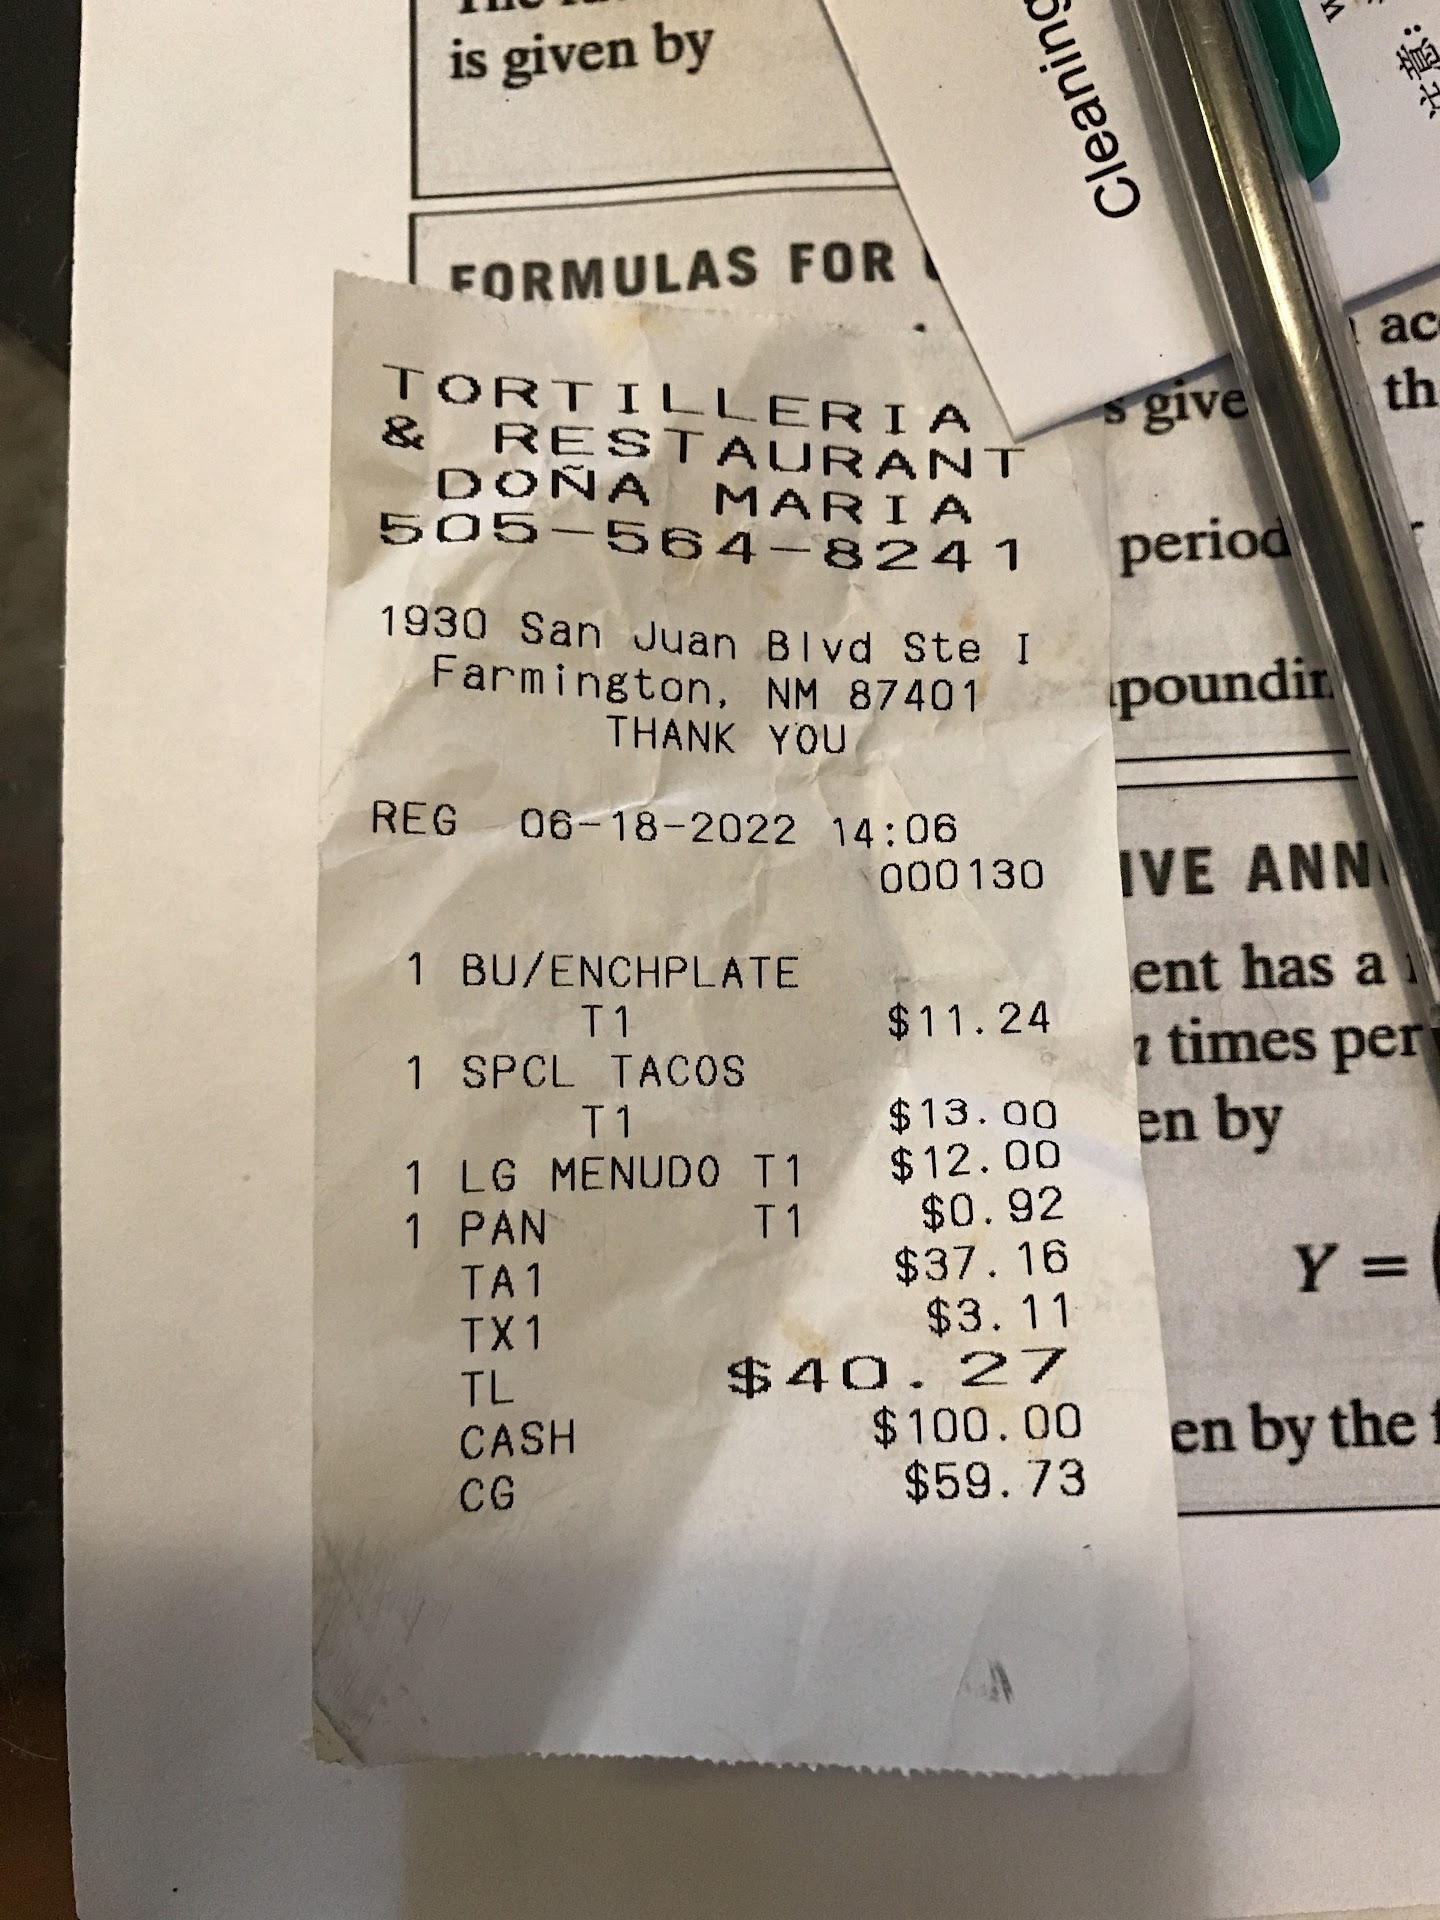 is given by
FORMULAS FOR
Cleaning
注意:
TORTILLERIA
& RESTAURANT
DOÑA MARIA
505-564-8241
1930 San Juan Blvd Ste I
Farmington, NM 87401
THANK YOU
REG 06-18-2022 14:06
000130
1 BU/ENCHPLATE
T1 $11.24
1 SPCL TACOS
T1 $13.00
1 LG MENUDO T1 $12.00
1 PAN T1 $0.92
TA1 $37.16
TX1 $3.11
TL $40.27
CASH $100.00
CG $59.73
give
period
IVE ANN
ent has a
times per
en by
Y =
en by the